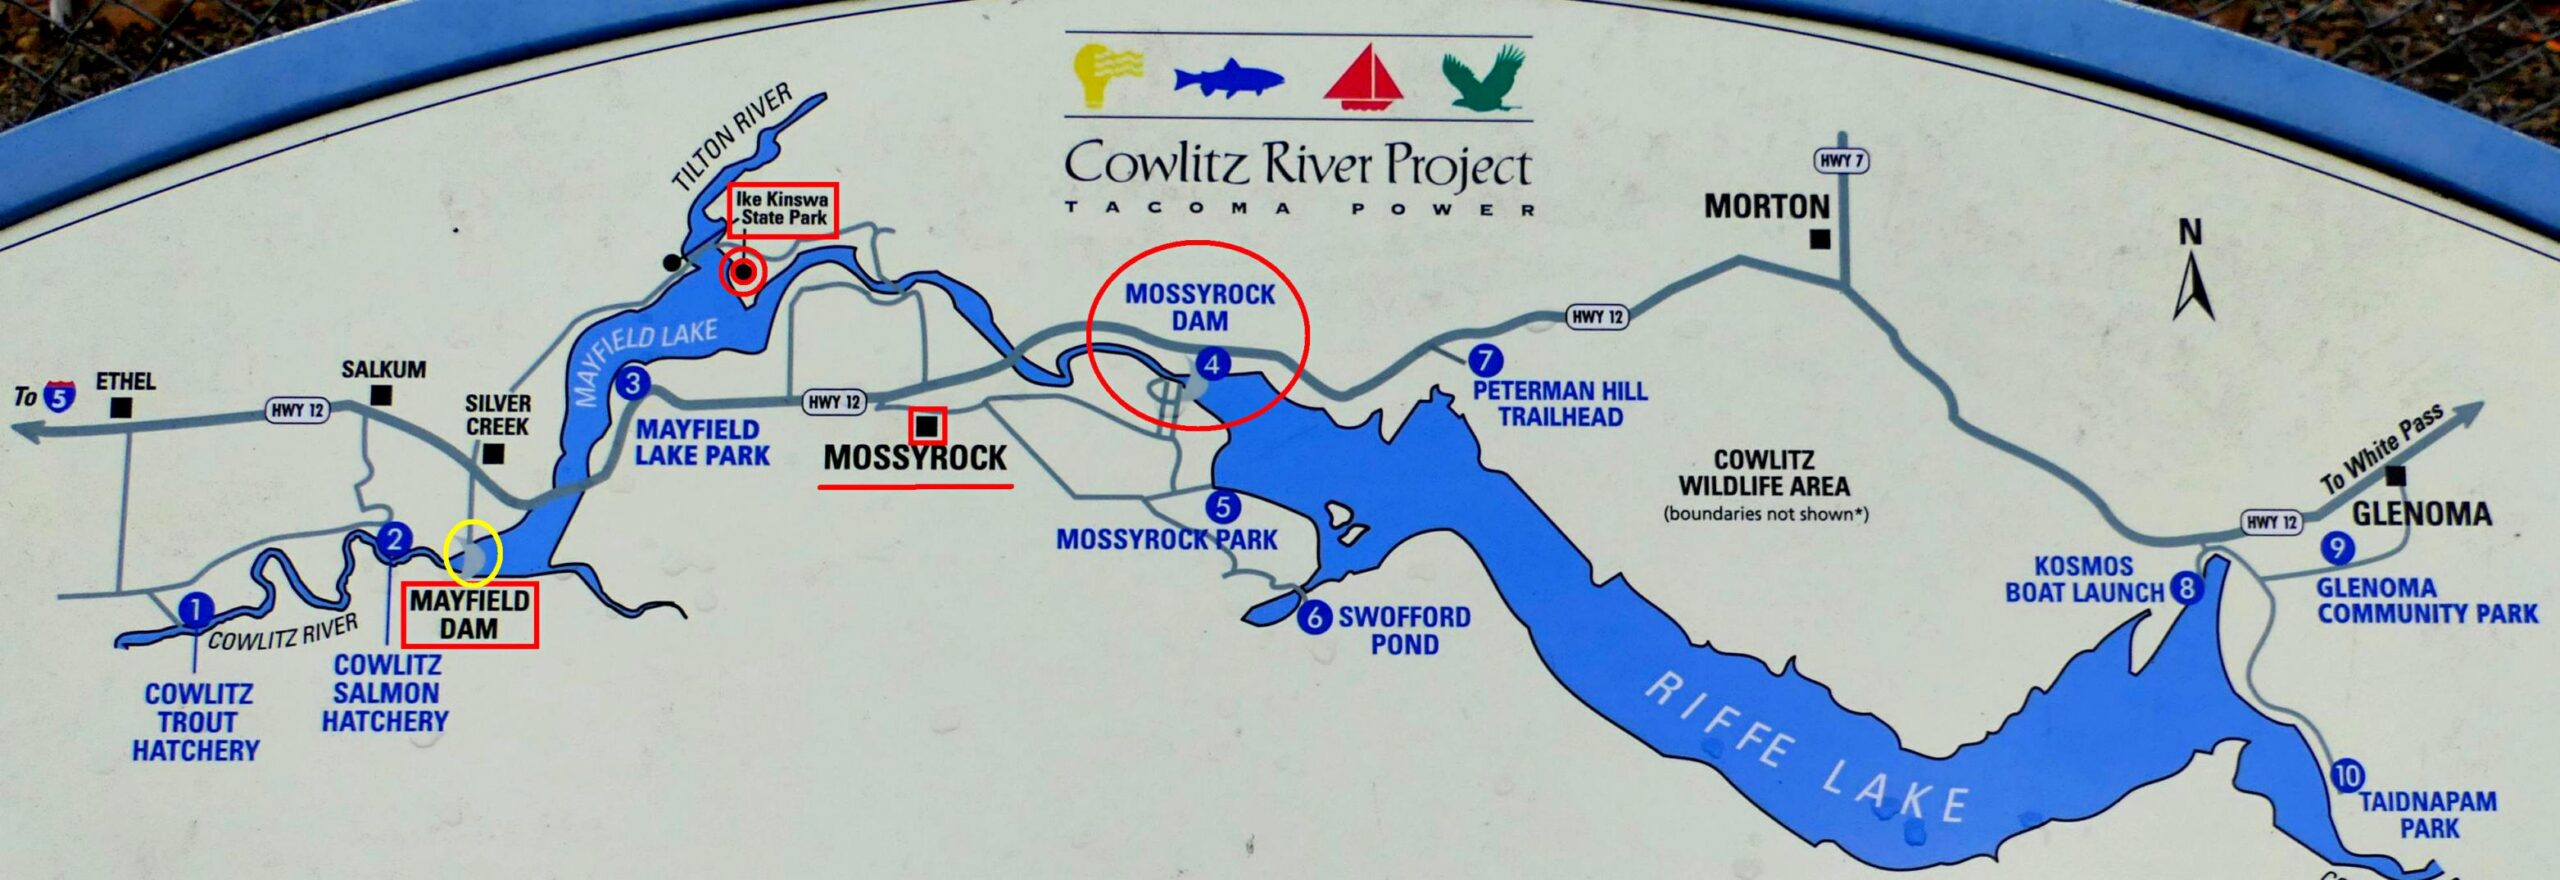 Cowlitz River Project
TACOMA POWER
TILTON RIVER
Ike Kinswa
State Park
HWY 7
MORTON
N
MOSSYROCK
DAM
4
HWY 12
7
PETERMAN HILL
TRAILHEAD
MAYFIELD LAKE
To 5
ETHEL
SALKUM
HWY 12
SILVER
CREEK
3
MAYFIELD
LAKE PARK
HWY 12
MOSSYROCK
COWLITZ
WILDLIFE AREA
(boundaries not shown*)
To White Pass
GLENOMA
HWY 12
5
MOSSYROCK PARK
2
MAYFIELD
DAM
1
COWLITZ RIVER
6
SWOFFORD
POND
KOSMOS
BOAT LAUNCH
8
9
GLENOMA
COMMUNITY PARK
COWLITZ
TROUT
HATCHERY
COWLITZ
SALMON
HATCHERY
RIFFE LAKE
10
TAIDNAPAM
PARK